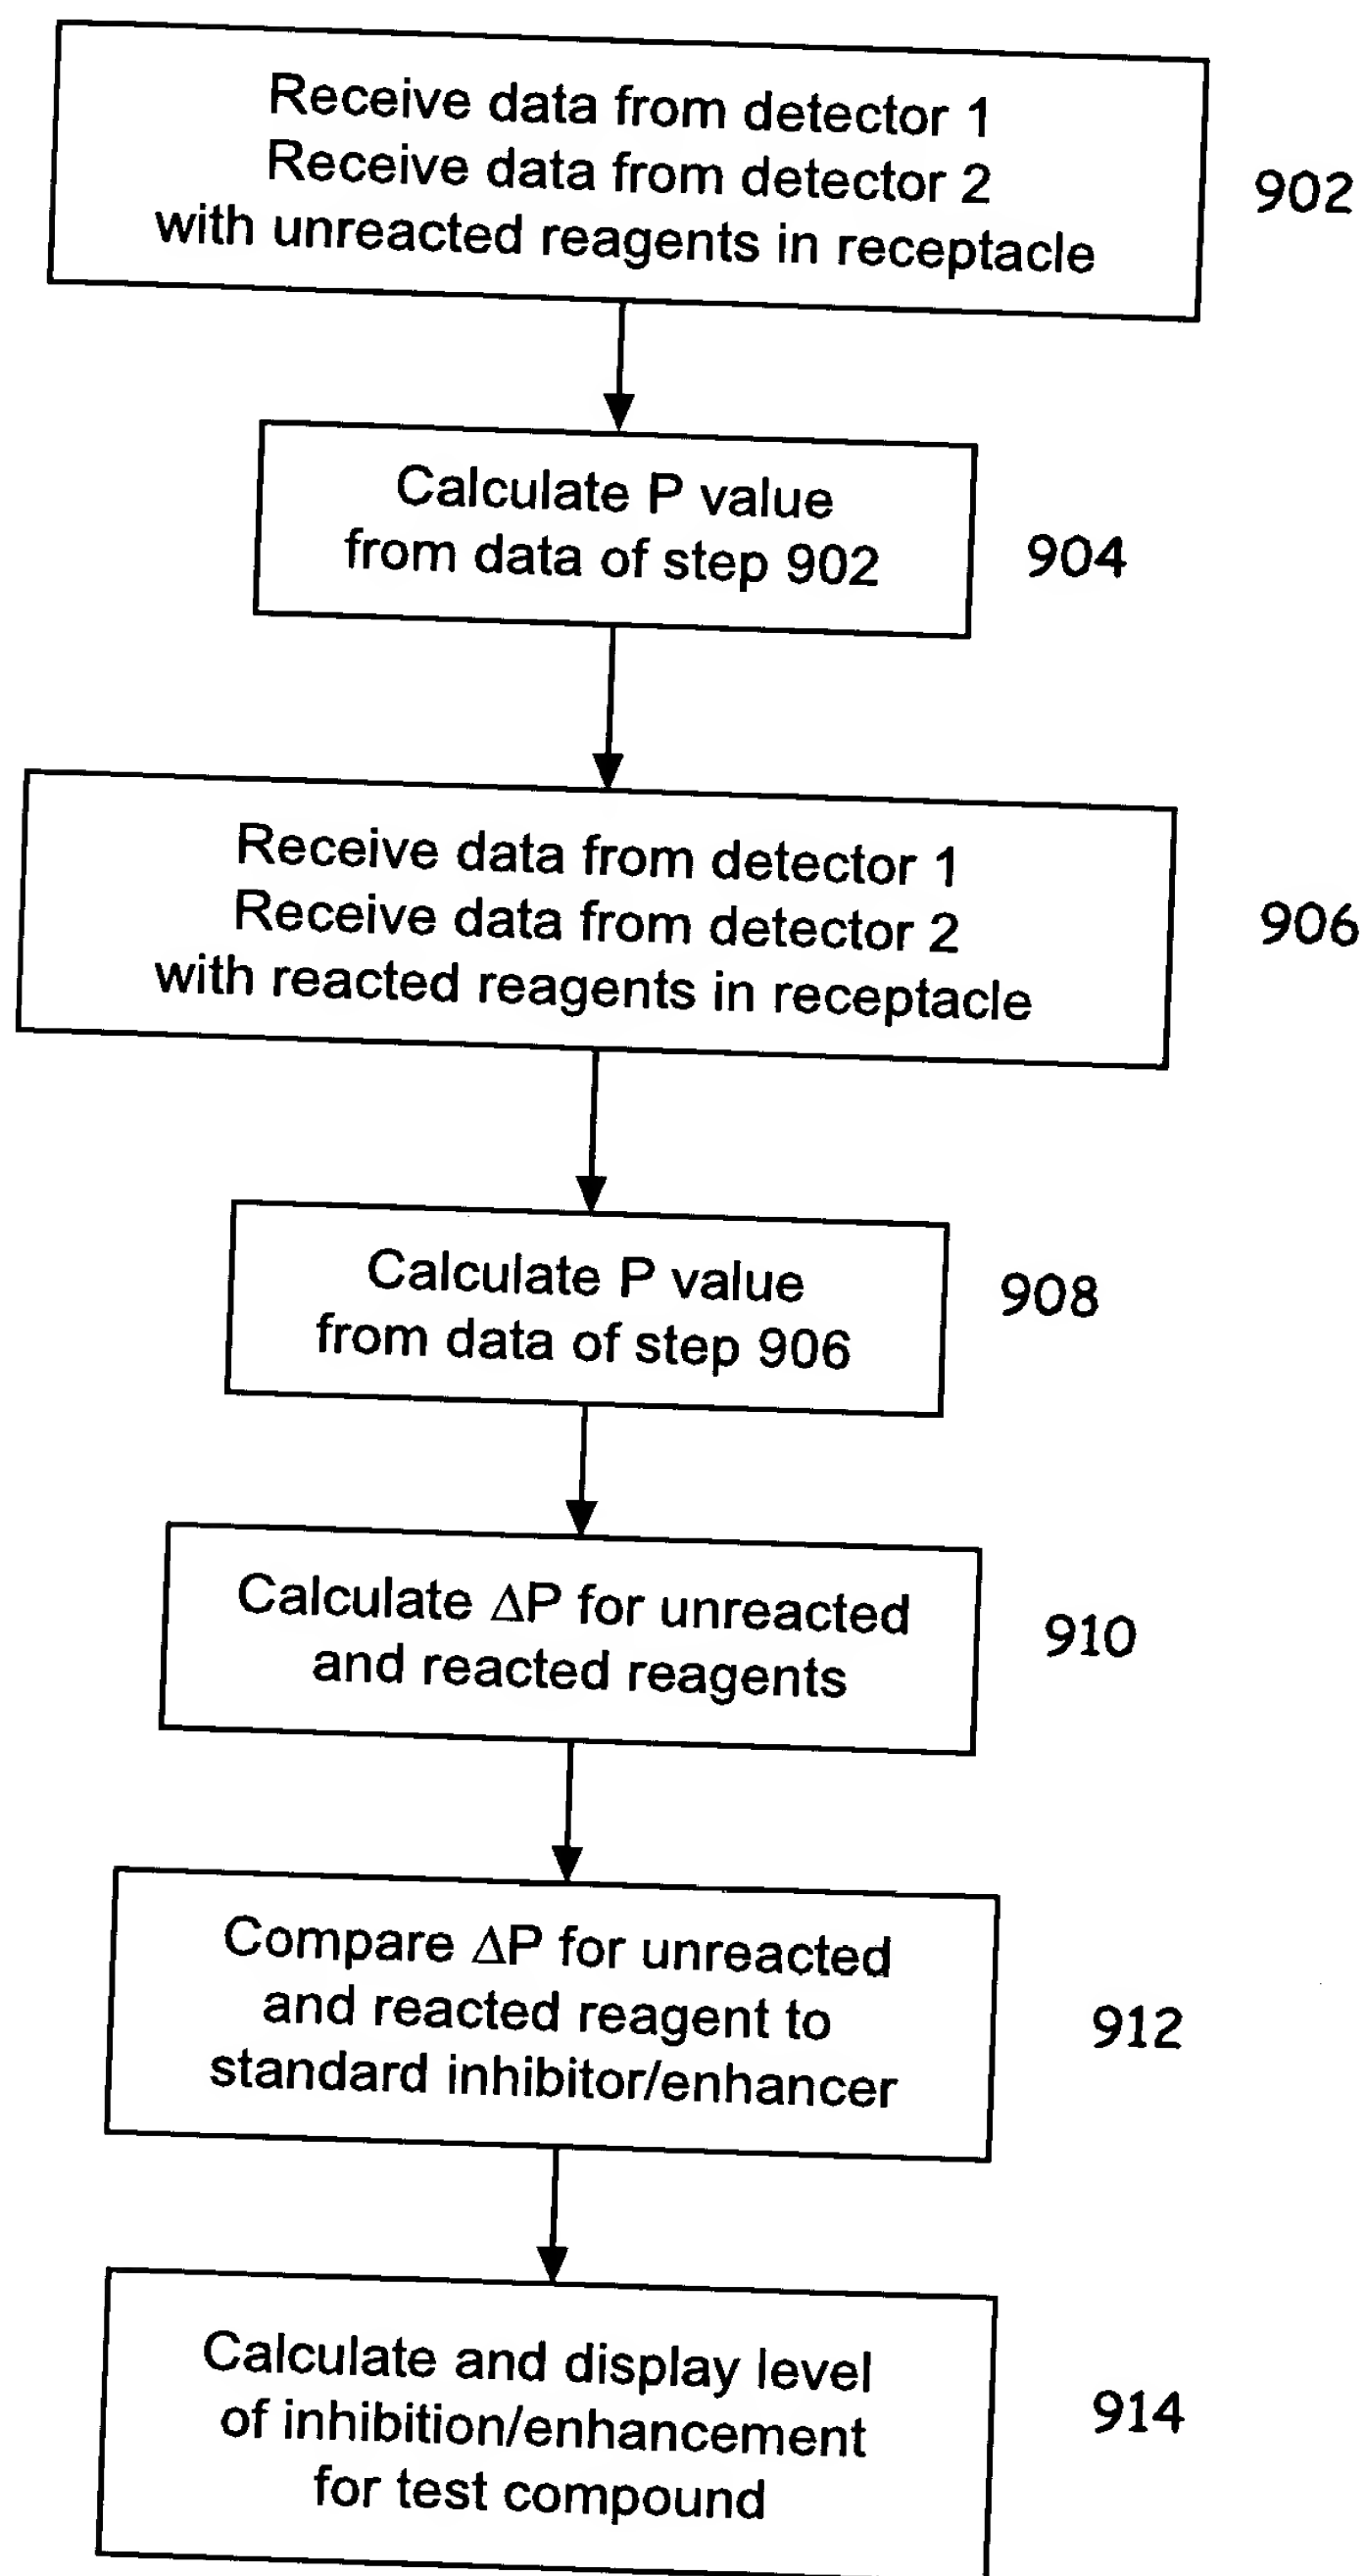 Receive data from detector 1
Receive data from detector 2
with unreacted reagents in receptacle
902
Calculate P value
from data of step 902
904
Receive data from detector 1
Receive data from detector 2
with reacted reagents in receptacle
906
Calculate P value
from data of step 906
908
Calculate ΔP for unreacted
and reacted reagents
910
Compare ΔP for unreacted
and reacted reagent to
standard inhibitor/enhancer
912
Calculate and display level
of inhibition/enhancement
for test compound
914